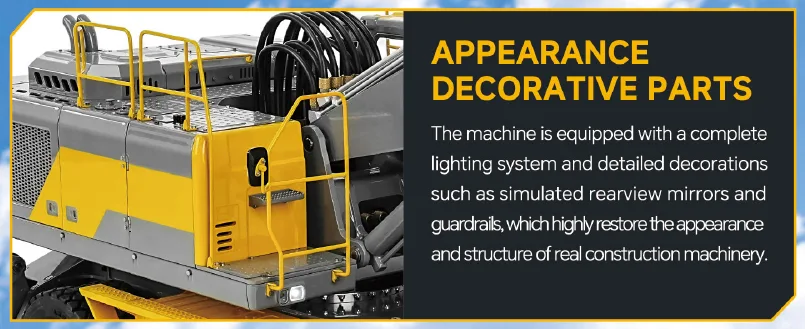 APPEARANCE
DECORATIVE PARTS
The machine is equipped with a complete
lighting system and detailed decorations
such as simulated rearview mirrors and
guardrails, which highly restore the appearance
and structure of real construction machinery.